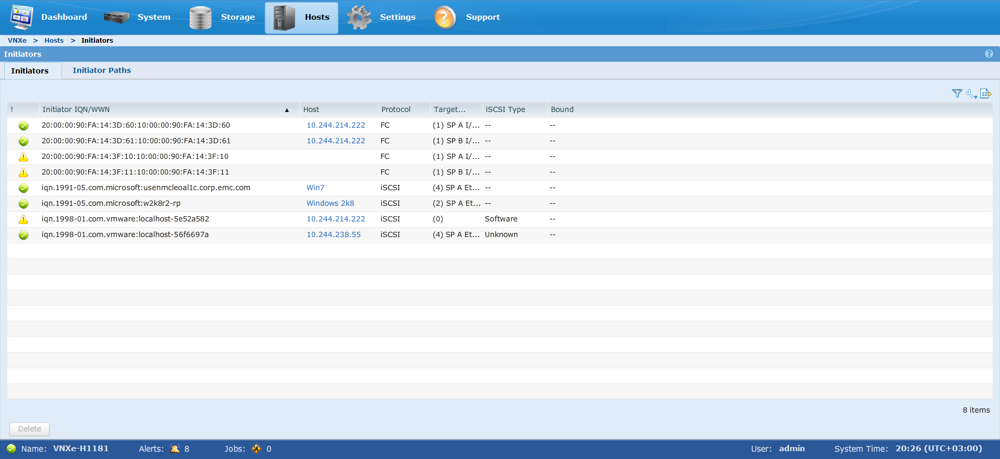 Dashboard System Storage Hosts Settings Support
VNXe > Hosts > Initiators
Initiators
Initiators Initiator Paths
! Initiator IQN/WWN Host Protocol Target... iSCSI Type Bound
20:00:00:90:FA:14:3D:60:10:00:00:90:FA:14:3D:60 10.244.214.222 FC (1) SP A I/... -- --
20:00:00:90:FA:14:3D:61:10:00:00:90:FA:14:3D:61 10.244.214.222 FC (1) SP B I/... -- --
20:00:00:90:FA:14:3F:10:10:00:00:90:FA:14:3F:10 FC (1) SP A I/... -- --
20:00:00:90:FA:14:3F:11:10:00:00:90:FA:14:3F:11 FC (1) SP B I/... -- --
iqn.1991-05.com.microsoft:usenmcleoal1c.corp.emc.com Win7 iSCSI (4) SP A Et... -- --
iqn.1991-05.com.microsoft:w2k8r2-rp Windows 2k8 iSCSI (2) SP A Et... -- --
iqn.1998-01.com.vmware:localhost-5e52a582 10.244.214.222 iSCSI (0) Software --
iqn.1998-01.com.vmware:localhost-56f6697a 10.244.238.55 iSCSI (4) SP A Et... Unknown --
8 items
Delete
Name: VNXe-H1181 Alerts: 8 Jobs: 0 User: admin System Time: 20:26 (UTC+03:00)